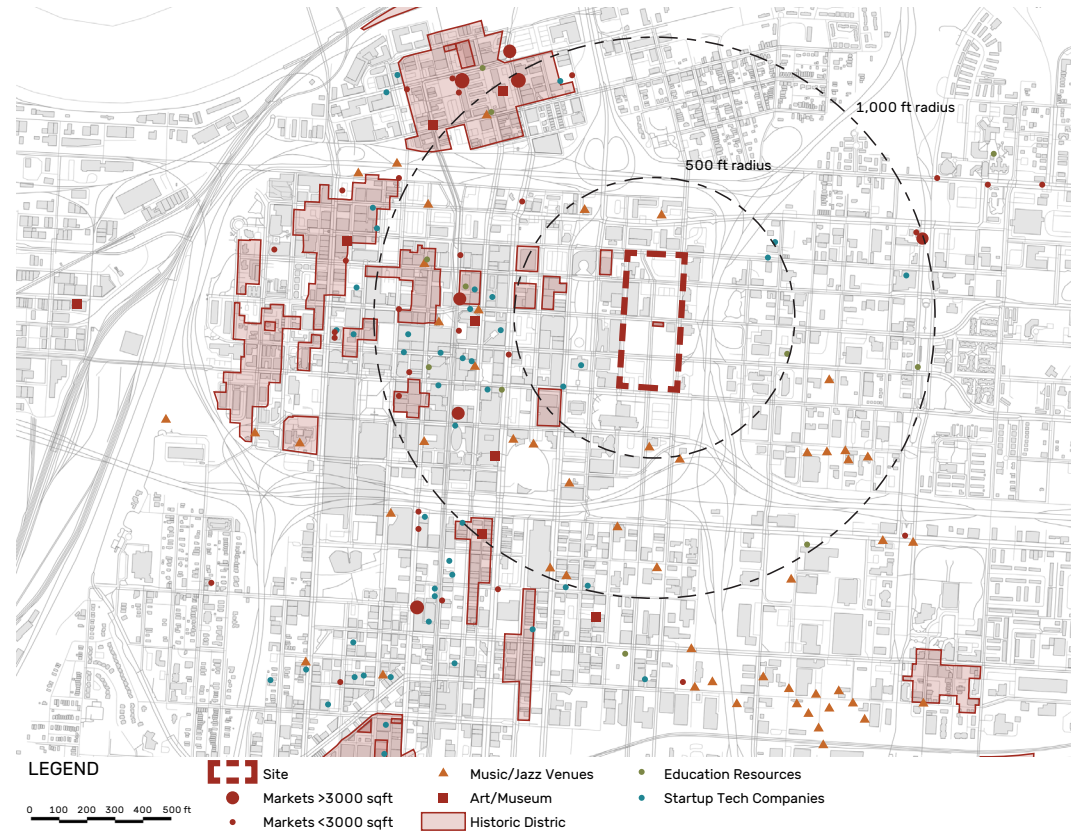 1,000 ft radius
500 ft radius
LEGEND
0 100 200 300 400 500 ft
Site
Markets >3000 sqft
Markets <3000 sqft
Music/Jazz Venues
Art/Museum
Historic Distric
Education Resources
Startup Tech Companies